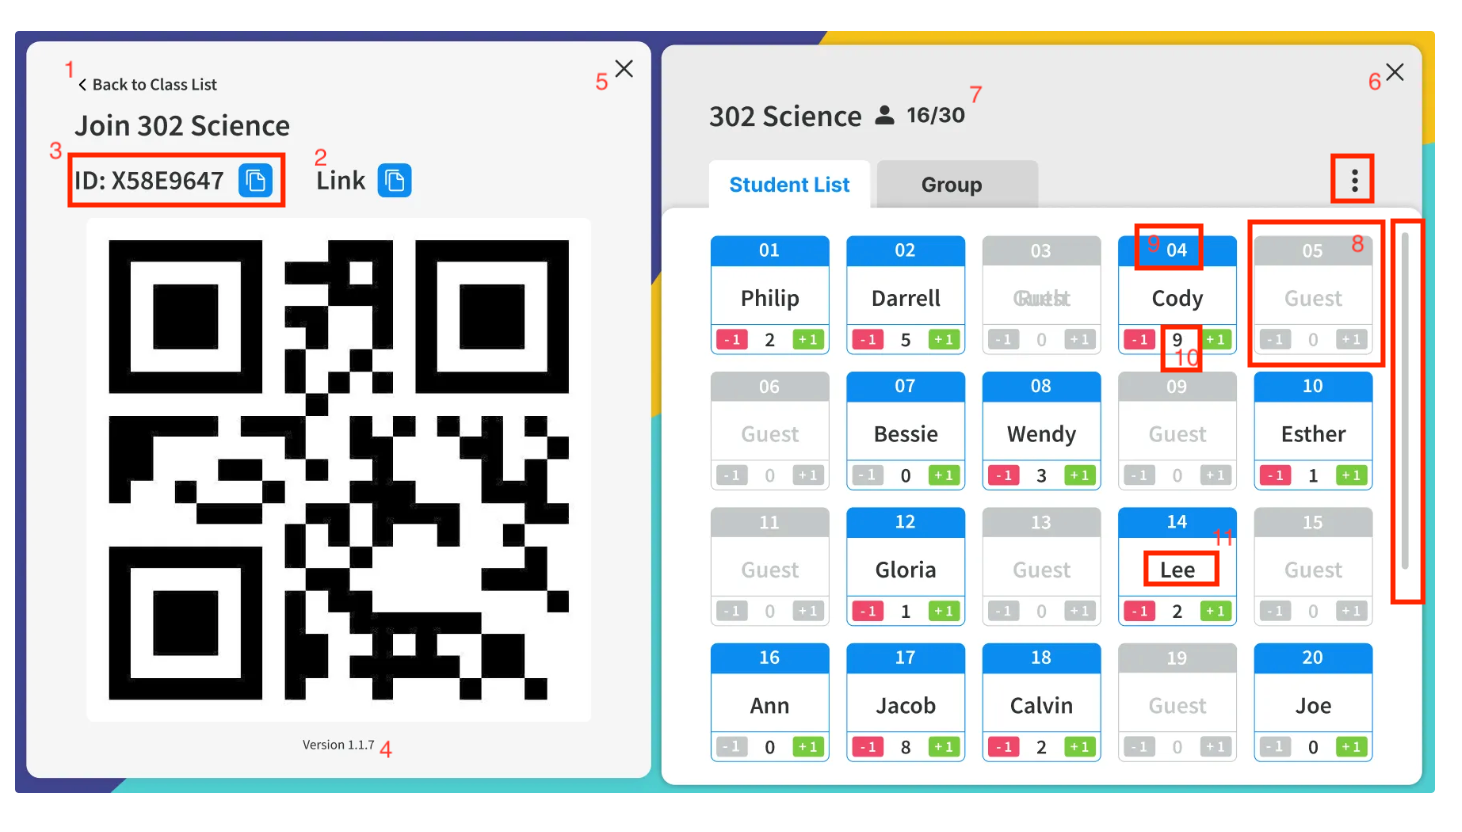 1
< Back to Class List
5
Join 302 Science
3
ID: X58E9647
2
Link
Version 1.1.7
4
6
302 Science 16/30
7
Student List
Group
01
02
03
9 04
05 8
Philip
Darrell
Cody
Guest
-1 2 +1
-1 5 +1
-1 0 +1
-1 9 +1
10
-1 0 +1
06
07
08
09
10
Guest
Bessie
Wendy
Guest
Esther
-1 0 +1
-1 0 +1
-1 3 +1
-1 0 +1
-1 1 +1
11
12
13
14
11
15
Guest
Gloria
Guest
Lee
Guest
-1 0 +1
-1 1 +1
-1 0 +1
-1 2 +1
-1 0 +1
16
17
18
19
20
Ann
Jacob
Calvin
Guest
Joe
-1 0 +1
-1 8 +1
-1 2 +1
-1 0 +1
-1 0 +1